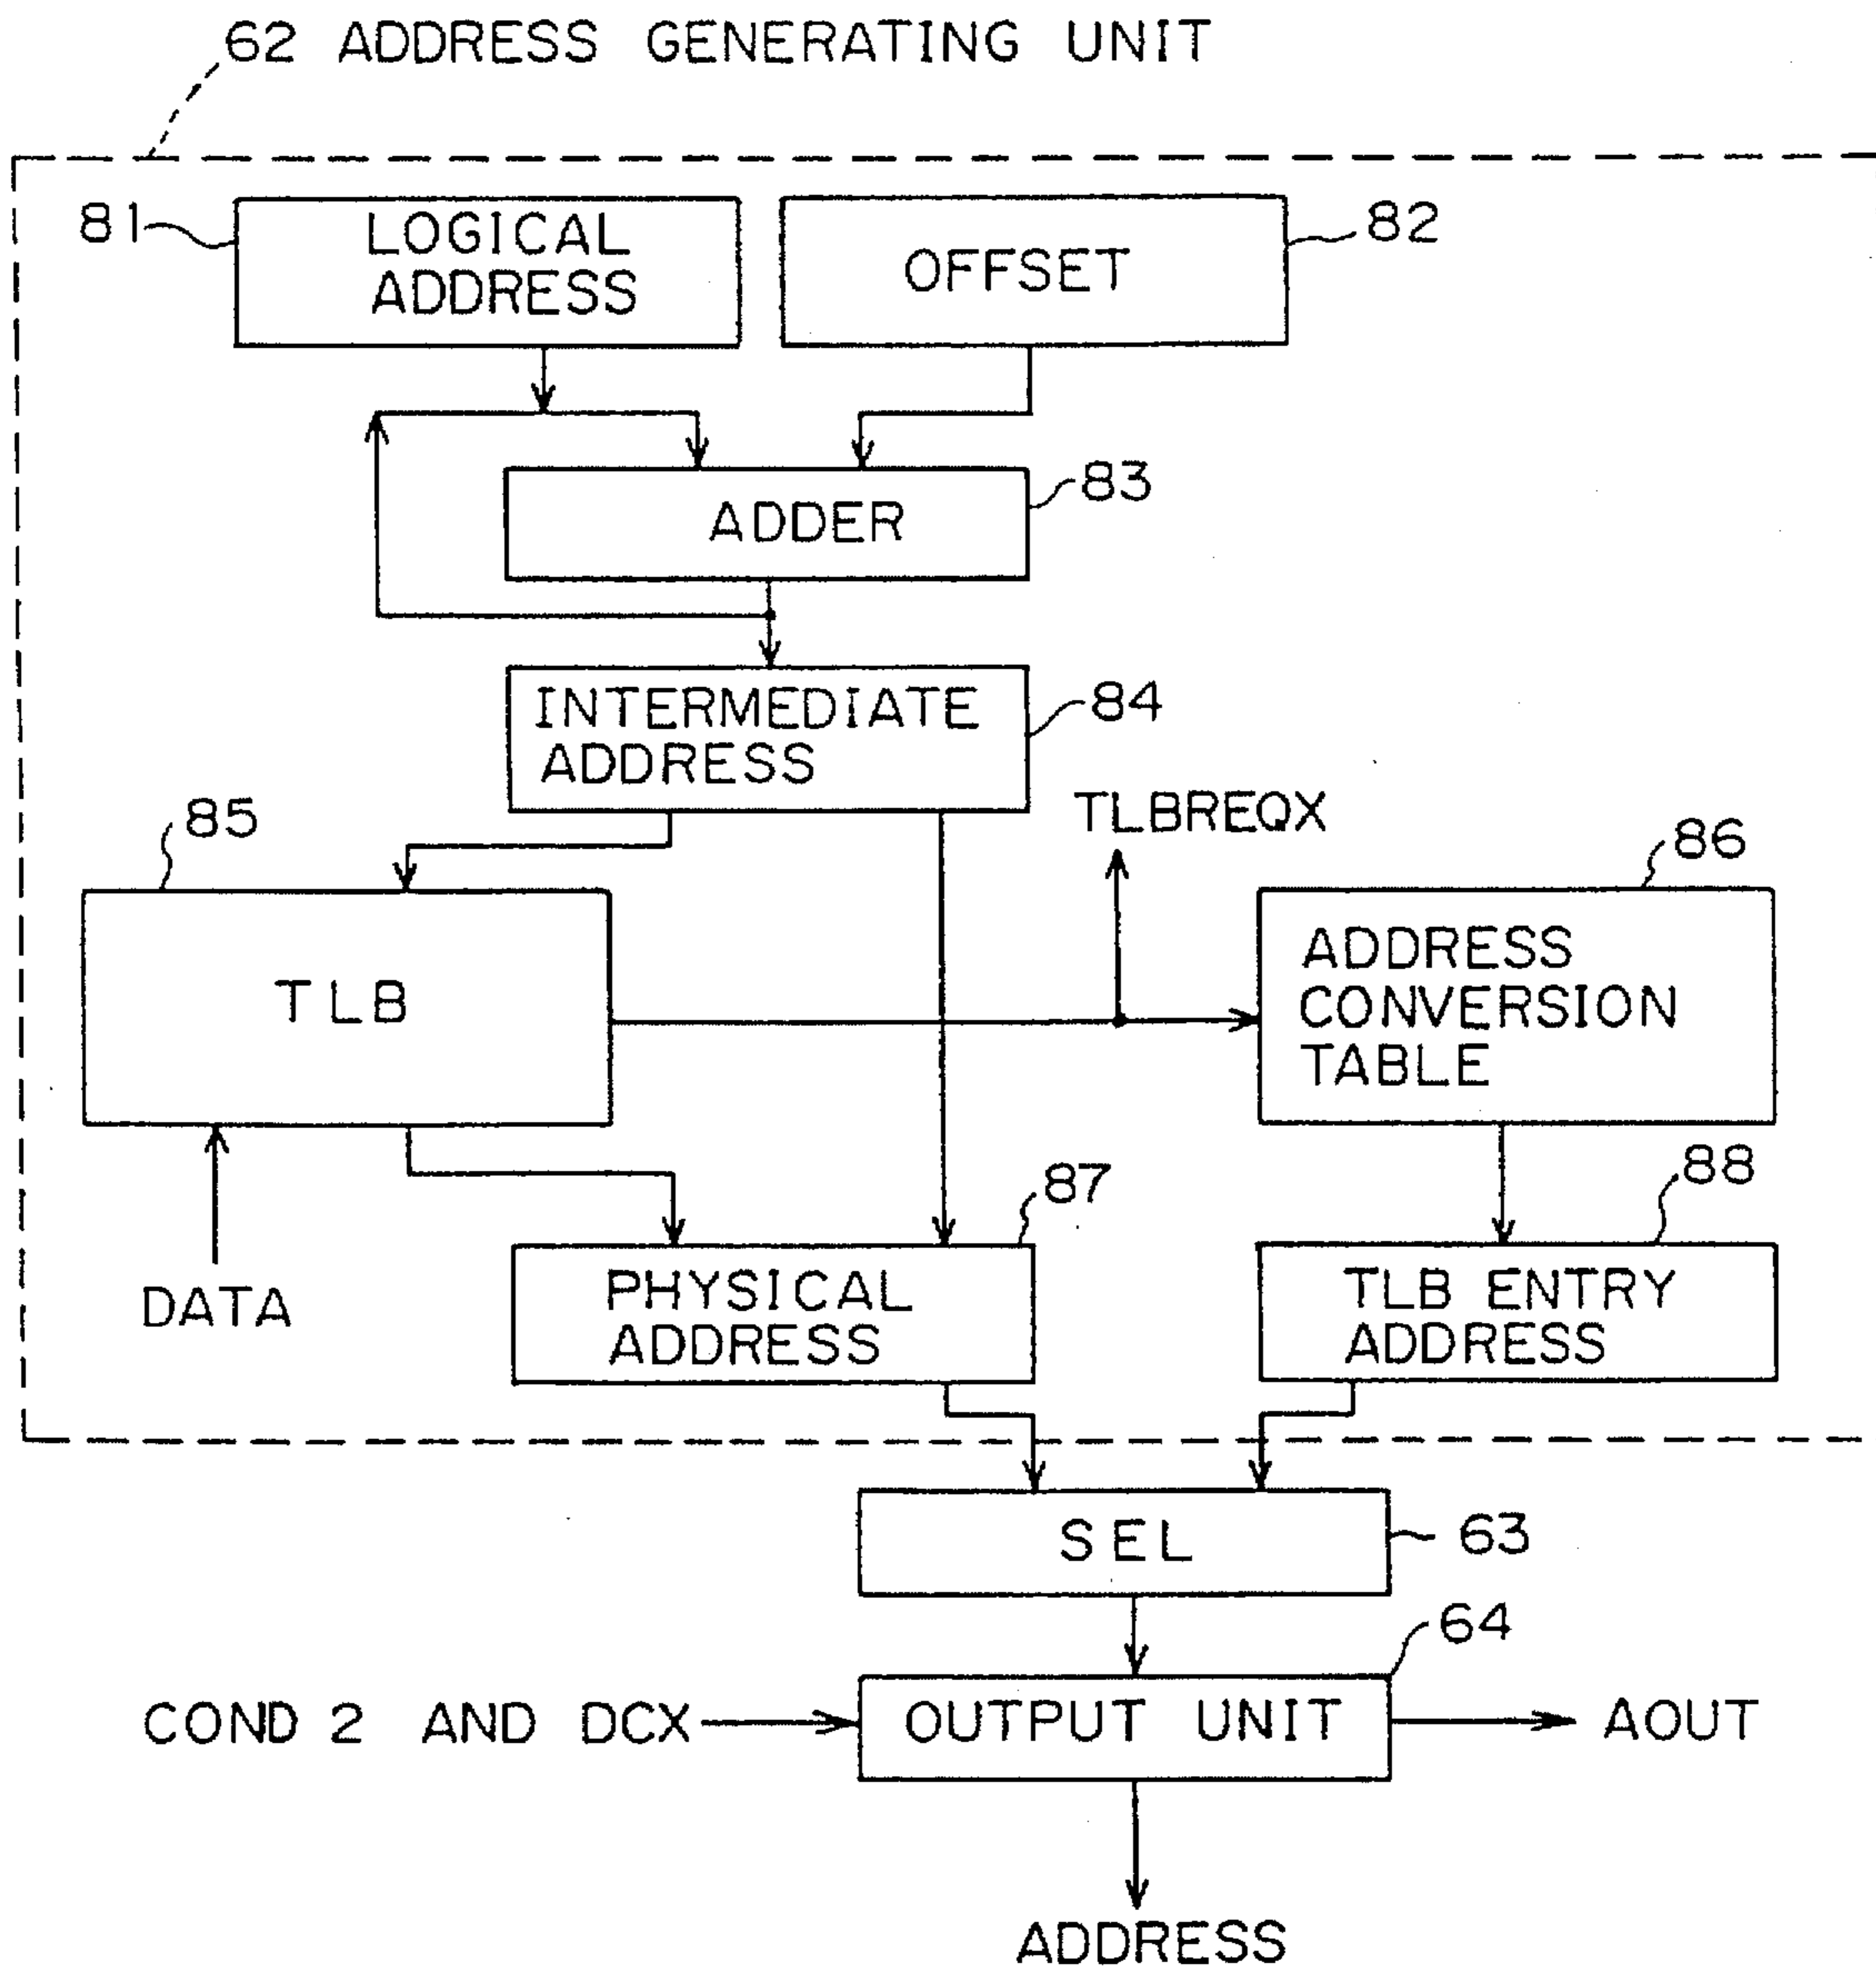 62 ADDRESS GENERATING UNIT
81
LOGICAL
ADDRESS
OFFSET
82
ADDER
83
INTERMEDIATE
ADDRESS
84
TLBREQX
85
86
TLB
ADDRESS
CONVERSION
TABLE
DATA
87
88
PHYSICAL
ADDRESS
TLB ENTRY
ADDRESS
SEL
63
64
COND 2 AND DCX
OUTPUT UNIT
AOUT
ADDRESS